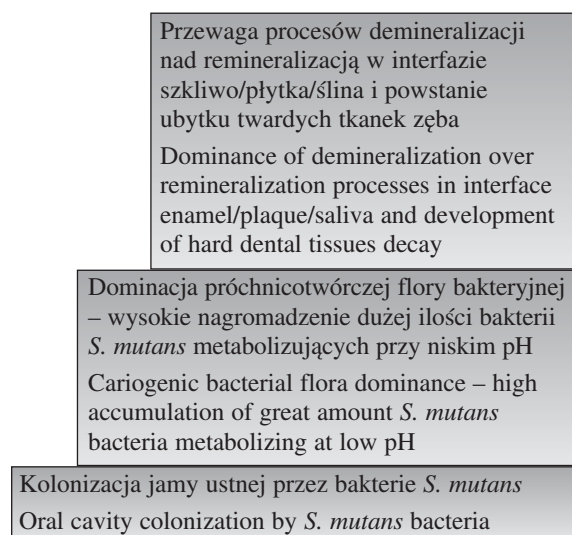 Przewaga procesów demineralizacji
nad remineralizacją w interfazie
szkliwo/płytka/ślina i powstanie
ubytku twardych tkanek zęba
Dominance of demineralization over
remineralization processes in interface
enamel/plaque/saliva and development
of hard dental tissues decay
Dominacja próchnicotwórczej flory bakteryjnej
– wysokie nagromadzenie dużej ilości bakterii
S. mutans metabolizujących przy niskim pH
Cariogenic bacterial flora dominance – high
accumulation of great amount S. mutans
bacteria metabolizing at low pH
Kolonizacja jamy ustnej przez bakterie S. mutans
Oral cavity colonization by S. mutans bacteria